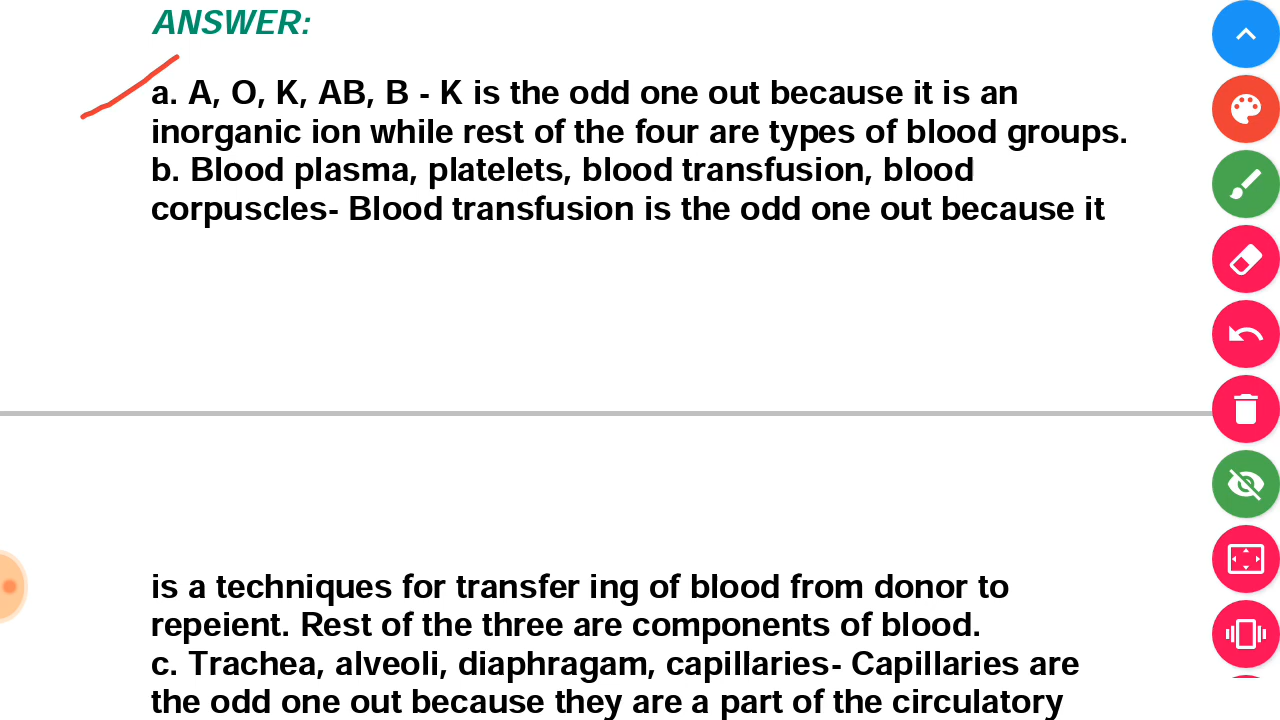 ANSWER:
a. A, O, K, AB, B - K is the odd one out because it is an
inorganic ion while rest of the four are types of blood groups.
b. Blood plasma, platelets, blood transfusion, blood
corpuscles- Blood transfusion is the odd one out because it
is a techniques for transfer ing of blood from donor to
repeient. Rest of the three are components of blood.
c. Trachea, alveoli, diaphragam, capillaries- Capillaries are
the odd one out because they are a part of the circulatory